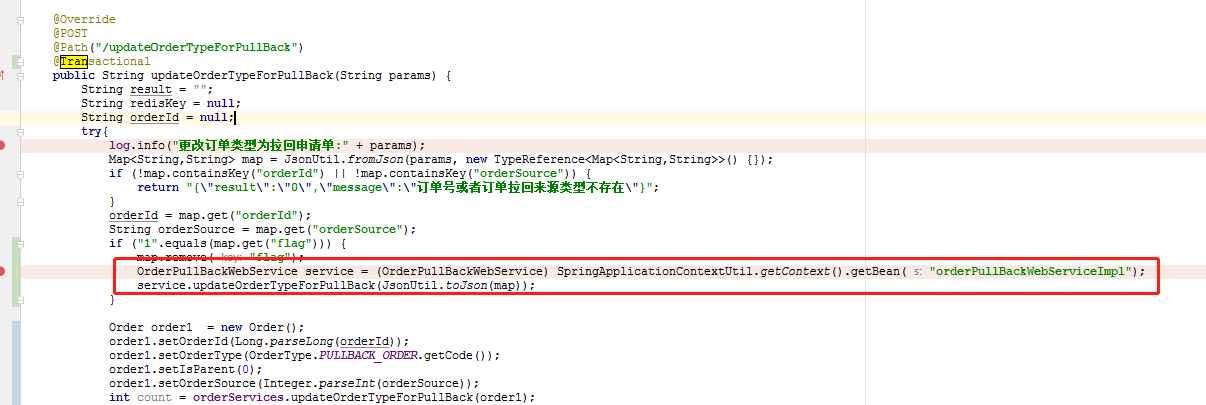 @Override
@POST
@Path("/updateOrderTypeForPullBack")
@Transactional
public String updateOrderTypeForPullBack(String params) {
String result = "";
String redisKey = null;
String orderId = null;
try{
log.info("更改订单类型为拉回申请单:" + params);
Map<String,String> map = JsonUtil.fromJson(params, new TypeReference<Map<String,String>>() {});
if (!map.containsKey("orderId") || !map.containsKey("orderSource")) {
return "{\"result\":\"0\",\"message\":\"订单号或者订单拉回来源类型不存在\"}";
}
orderId = map.get("orderId");
String orderSource = map.get("orderSource");
if ("1".equals(map.get("flag"))) {
map.remove( key: "flag");
OrderPullBackWebService service = (OrderPullBackWebService) SpringApplicationContextUtil.getContext().getBean( s: "orderPullBackWebServiceImpl");
service.updateOrderTypeForPullBack(JsonUtil.toJson(map));
}
Order order1  = new Order();
order1.setOrderId(Long.parseLong(orderId));
order1.setOrderType(OrderType.PULLBACK_ORDER.getCode());
order1.setIsParent(0);
order1.setOrderSource(Integer.parseInt(orderSource));
int count = orderServices.updateOrderTypeForPullBack(order1);